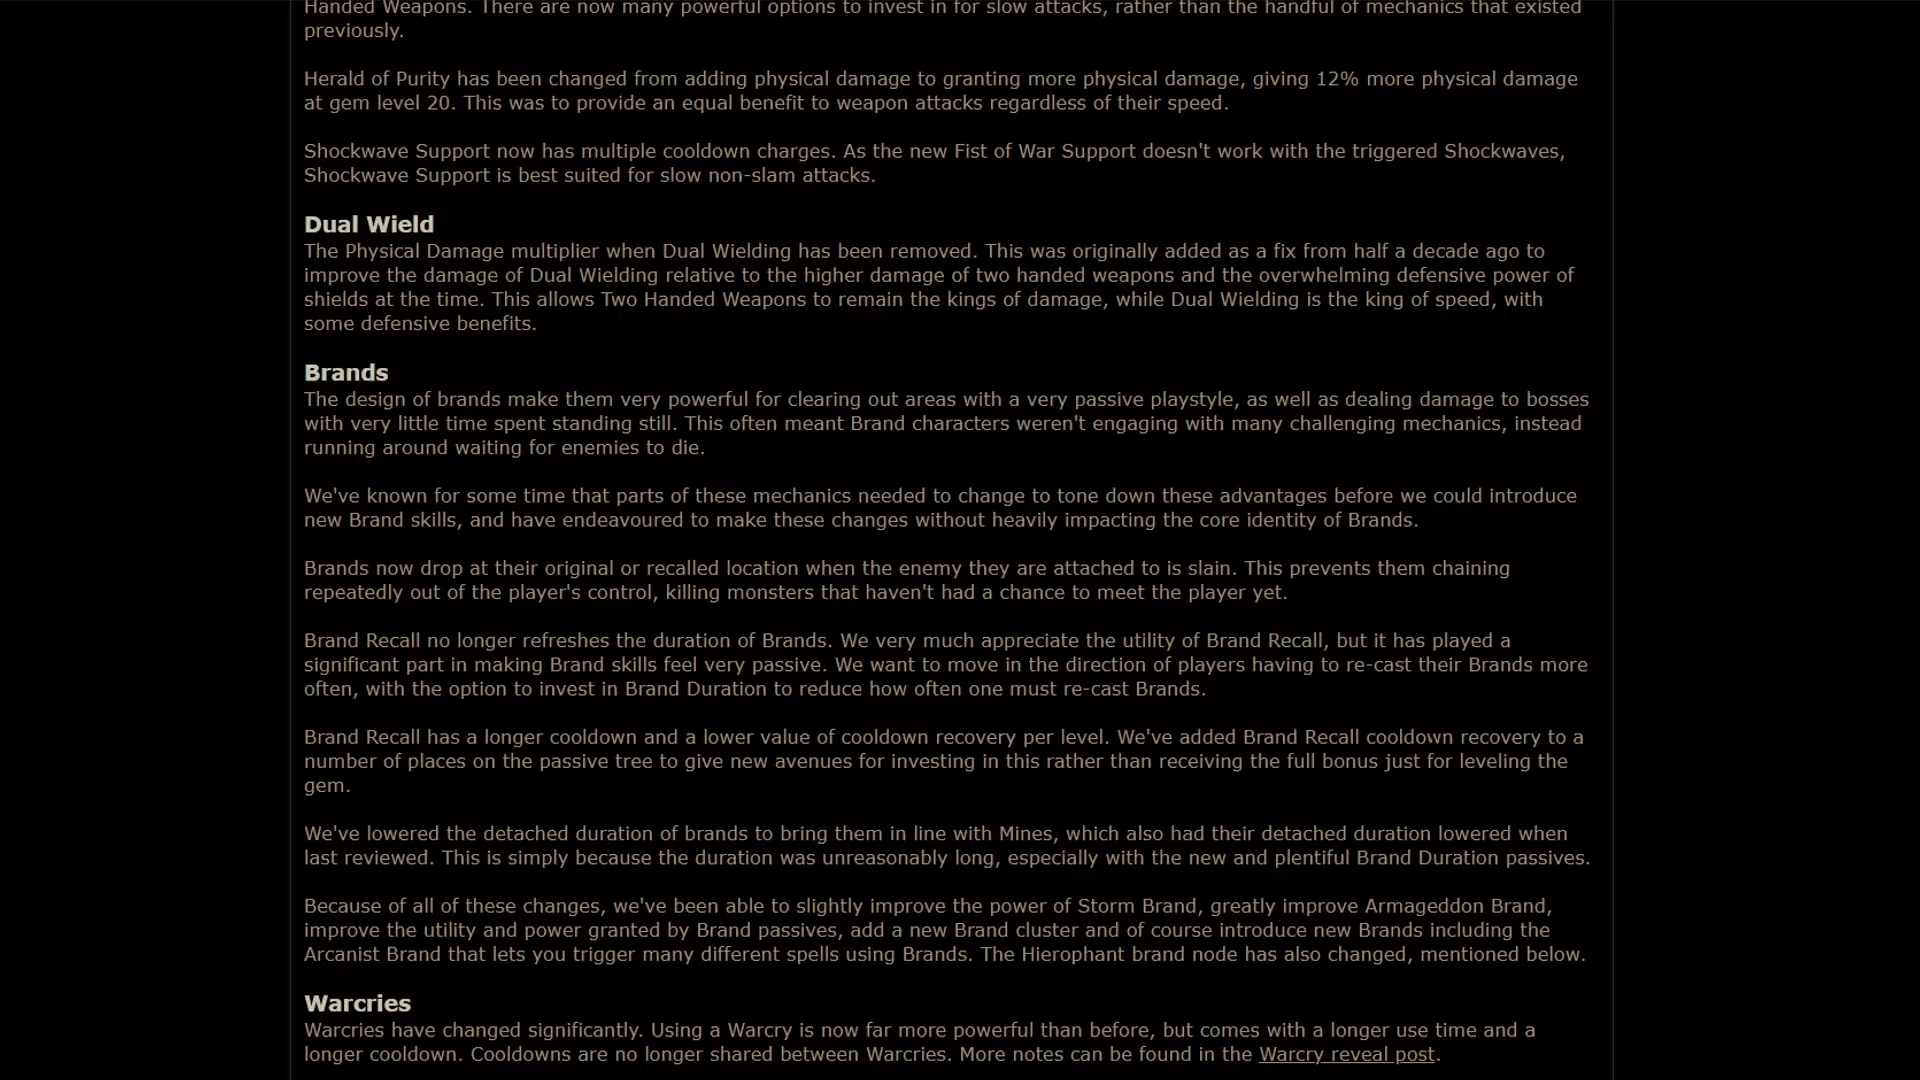 Handed Weapons. There are now many powerful options to invest in for slow attacks, rather than the handful of mechanics that existed
previously.
Herald of Purity has been changed from adding physical damage to granting more physical damage, giving 12% more physical damage
at gem level 20. This was to provide an equal benefit to weapon attacks regardless of their speed.
Shockwave Support now has multiple cooldown charges. As the new Fist of War Support doesn't work with the triggered Shockwaves,
Shockwave Support is best suited for slow non-slam attacks.
Dual Wield
The Physical Damage multiplier when Dual Wielding has been removed. This was originally added as a fix from half a decade ago to
improve the damage of Dual Wielding relative to the higher damage of two handed weapons and the overwhelming defensive power of
shields at the time. This allows Two Handed Weapons to remain the kings of damage, while Dual Wielding is the king of speed, with
some defensive benefits.
Brands
The design of brands make them very powerful for clearing out areas with a very passive playstyle, as well as dealing damage to bosses
with very little time spent standing still. This often meant Brand characters weren't engaging with many challenging mechanics, instead
running around waiting for enemies to die.
We've known for some time that parts of these mechanics needed to change to tone down these advantages before we could introduce
new Brand skills, and have endeavoured to make these changes without heavily impacting the core identity of Brands.
Brands now drop at their original or recalled location when the enemy they are attached to is slain. This prevents them chaining
repeatedly out of the player's control, killing monsters that haven't had a chance to meet the player yet.
Brand Recall no longer refreshes the duration of Brands. We very much appreciate the utility of Brand Recall, but it has played a
significant part in making Brand skills feel very passive. We want to move in the direction of players having to re-cast their Brands more
often, with the option to invest in Brand Duration to reduce how often one must re-cast Brands.
Brand Recall has a longer cooldown and a lower value of cooldown recovery per level. We've added Brand Recall cooldown recovery to a
number of places on the passive tree to give new avenues for investing in this rather than receiving the full bonus just for leveling the
gem.
We've lowered the detached duration of brands to bring them in line with Mines, which also had their detached duration lowered when
last reviewed. This is simply because the duration was unreasonably long, especially with the new and plentiful Brand Duration passives.
Because of all of these changes, we've been able to slightly improve the power of Storm Brand, greatly improve Armageddon Brand,
improve the utility and power granted by Brand passives, add a new Brand cluster and of course introduce new Brands including the
Arcanist Brand that lets you trigger many different spells using Brands. The Hierophant brand node has also changed, mentioned below.
Warcries
Warcries have changed significantly. Using a Warcry is now far more powerful than before, but comes with a longer use time and a
longer cooldown. Cooldowns are no longer shared between Warcries. More notes can be found in the Warcry reveal post.